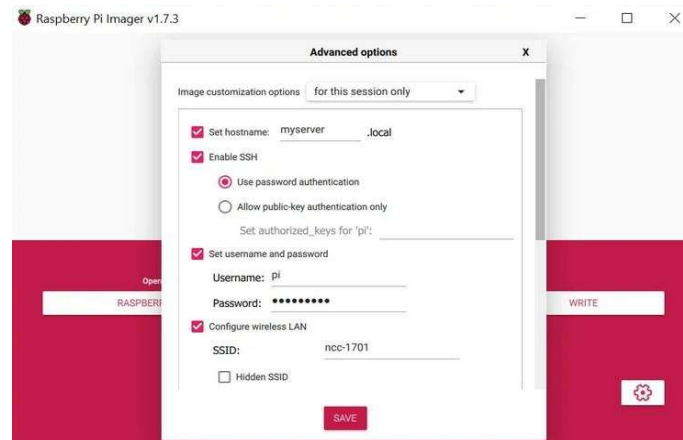 Raspberry Pi Imager v1.7.3
Advanced options X
Image customization options for this session only
Set hostname: myserver .local
Enable SSH
Use password authentication
Allow public-key authentication only
Set authorized_keys for 'pi':
Set username and password
Username: pi
Password: •••••••••
Configure wireless LAN
SSID: ncc-1701
Hidden SSID
SAVE
WRITE